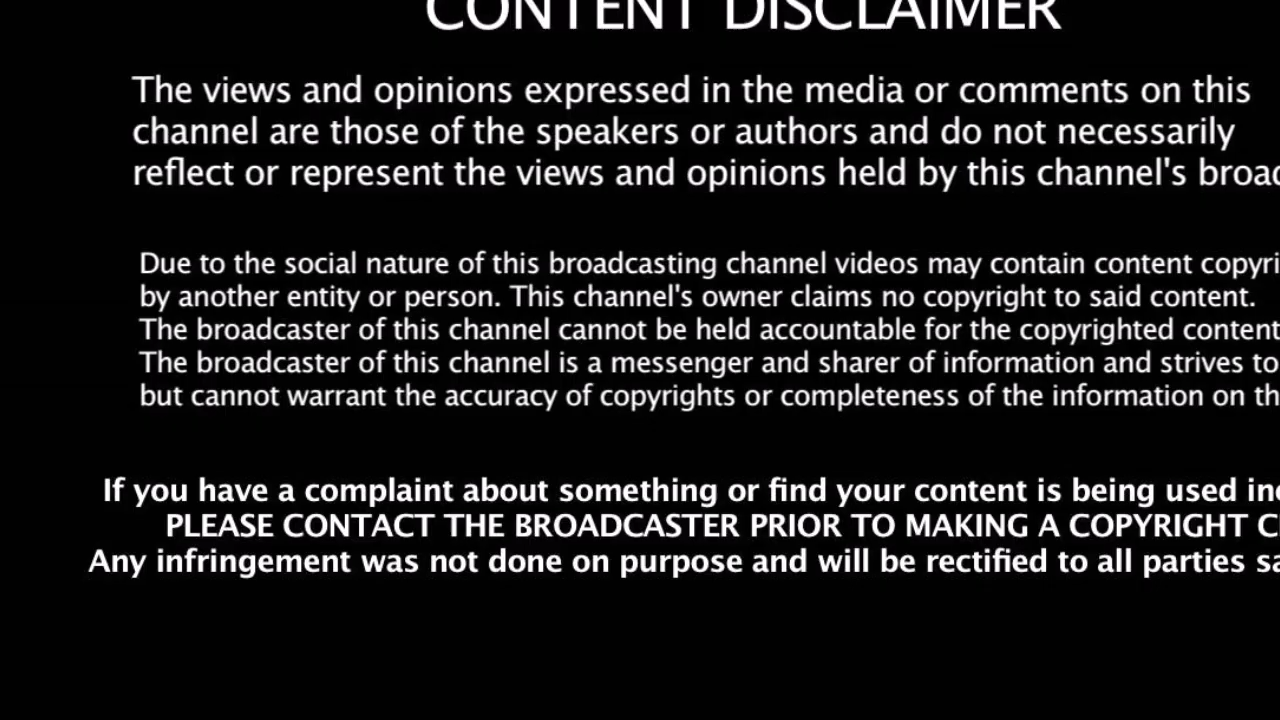 CONTENT DISCLAIMER
The views and opinions expressed in the media or comments on this
channel are those of the speakers or authors and do not necessarily
reflect or represent the views and opinions held by this channel's
Due to the social nature of this broadcasting channel videos may contain content
by another entity or person. This channel's owner claims no copyright to said content.
The broadcaster of this channel cannot be held accountable for the copyrighted content
The broadcaster of this channel is a messenger and sharer of information and strives to
but cannot warrant the accuracy of copyrights or completeness of the information on
If you have a complaint about something or find your content is being used
PLEASE CONTACT THE BROADCASTER PRIOR TO MAKING A COPYRIGHT
Any infringement was not done on purpose and will be rectified to all parties